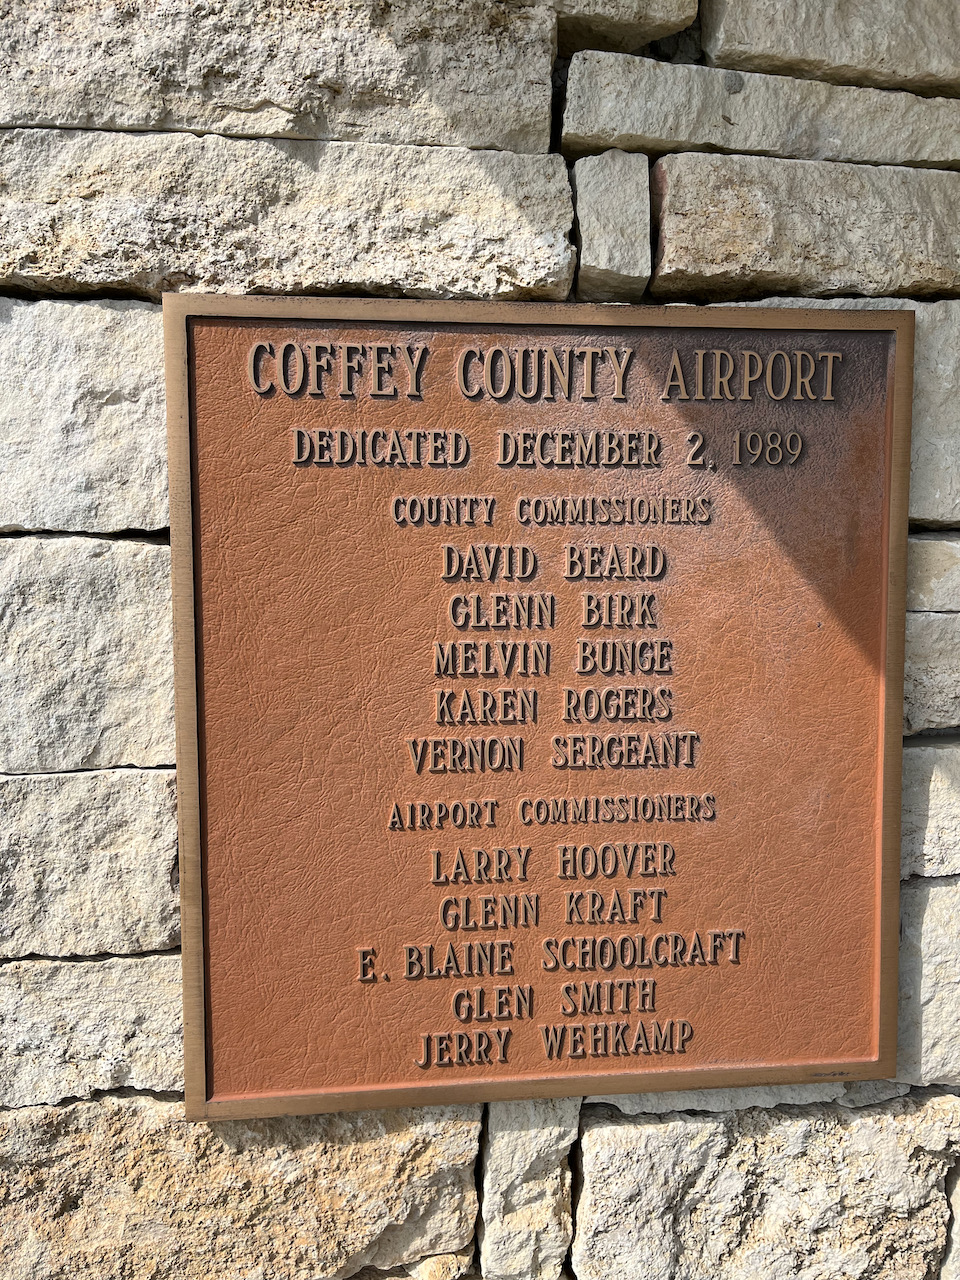 COFFEY COUNTY AIRPORT
DEDICATED DECEMBER 2, 1989
COUNTY COMMISSIONERS
DAVID BEARD
GLENN BIRK
MELVIN BUNGE
KAREN ROGERS
VERNON SERGEANT
AIRPORT COMMISSIONERS
LARRY HOOVER
GLENN KRAFT
E. BLAINE SCHOOLCRAFT
GLEN SMITH
JERRY WEHKAMP